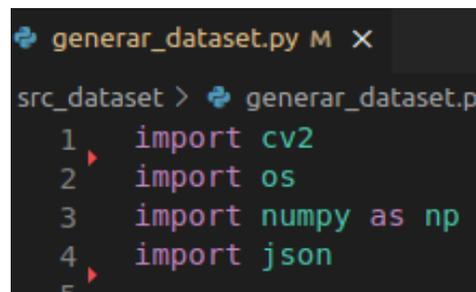 generar_dataset.py M
src_dataset > generar_dataset.p
1 import cv2
2 import os
3 import numpy as np
4 import json